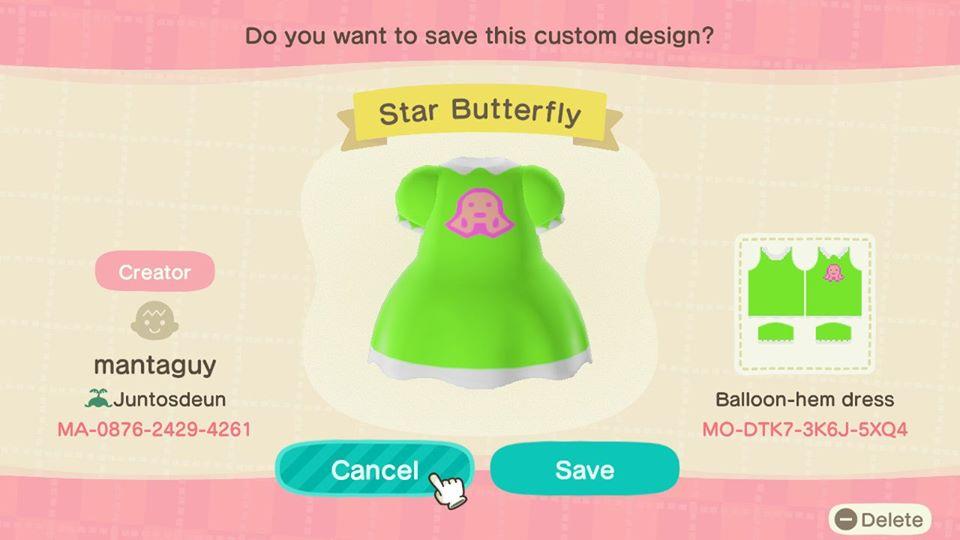 Do you want to save this custom design?
Star Butterfly
Creator
mantaguy
Juntosdeun
MA-0876-2429-4261
Balloon-hem dress
MO-DTK7-3K6J-5XQ4
Cancel
Save
Delete